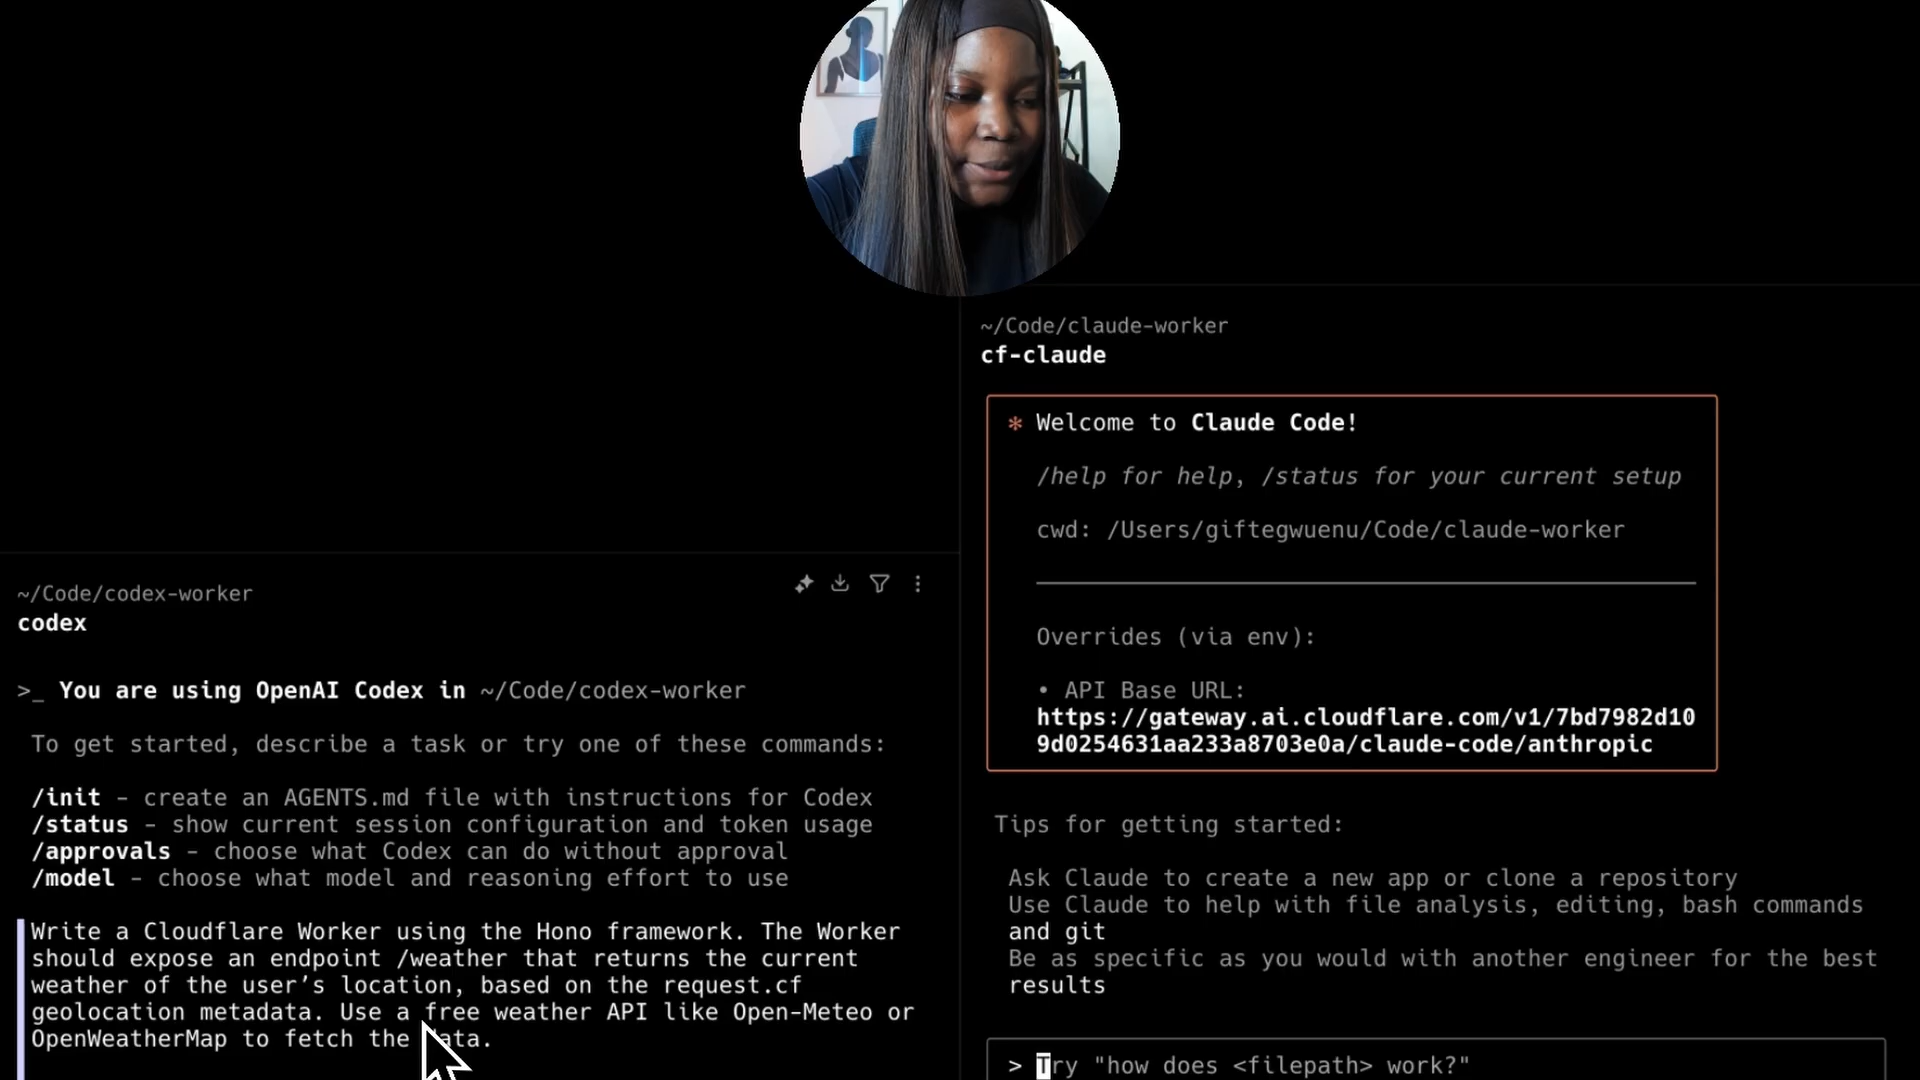 ~/Code/codex-worker
codex
>_ You are using OpenAI Codex in ~/Code/codex-worker
To get started, describe a task or try one of these commands:
/init - create an AGENTS.md file with instructions for Codex
/status - show current session configuration and token usage
/approvals - choose what Codex can do without approval
/model - choose what model and reasoning effort to use
Write a Cloudflare Worker using the Hono framework. The Worker
should expose an endpoint /weather that returns the current
weather of the user’s location, based on the request.cf
geolocation metadata. Use a free weather API like Open-Meteo or
OpenWeatherMap to fetch the data.
~/Code/claude-worker
cf-claude
✻ Welcome to Claude Code!
/help for help, /status for your current setup
cwd: /Users/giftegwuenu/Code/claude-worker
Overrides (via env):
• API Base URL:
https://gateway.ai.cloudflare.com/v1/7bd7982d10
9d0254631aa233a8703e0a/claude-code/anthropic
Tips for getting started:
Ask Claude to create a new app or clone a repository
Use Claude to help with file analysis, editing, bash commands
and git
Be as specific as you would with another engineer for the best
results
> Try "how does <filepath> work?"